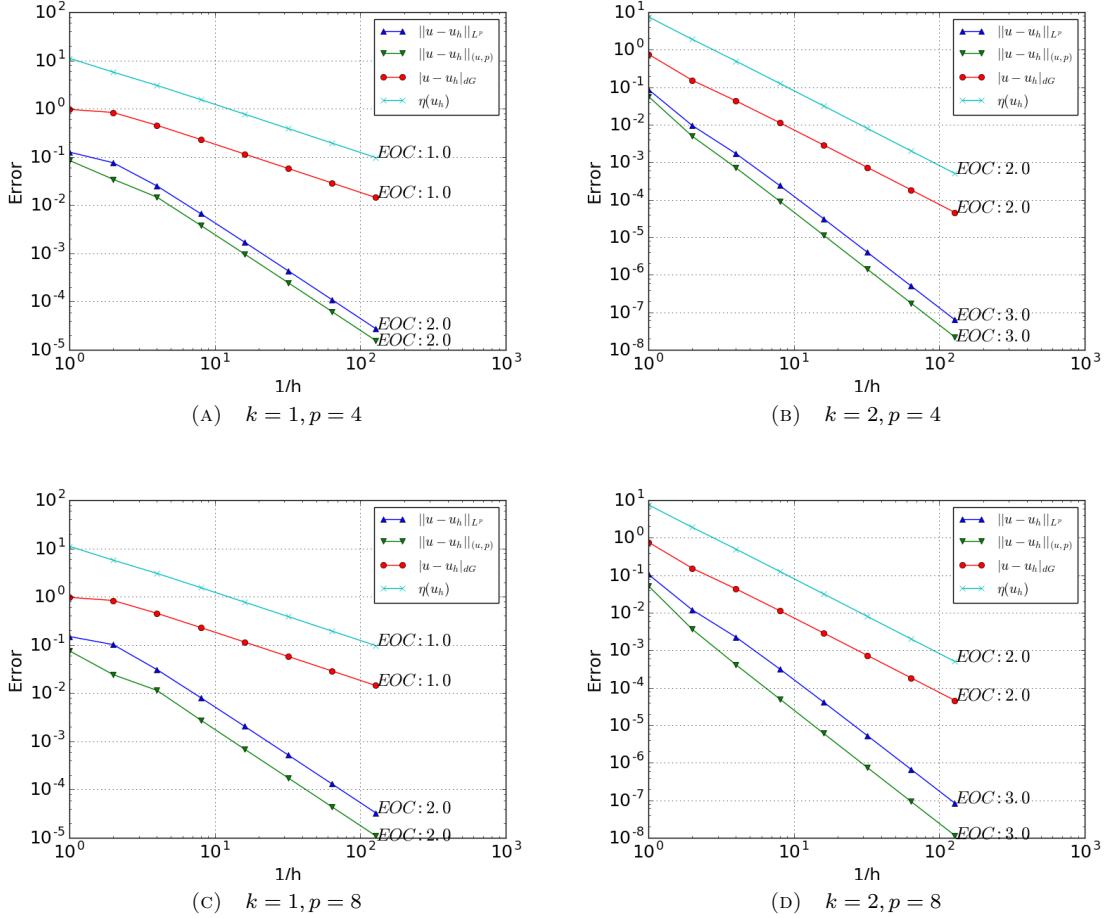 10^2
10^1
10^0
10^-1
10^-2
10^-3
10^-4
10^-5
Error
||u − u_h||_{L^p}
||u − u_h||_{(u,p)}
|u − u_h|_{dG}
η(u_h)
EOC: 1.0
EOC: 1.0
EOC: 2.0
EOC: 2.0
10^0 10^1 10^2 10^3
1/h
(A) k = 1, p = 4
10^1
10^0
10^-1
10^-2
10^-3
10^-4
10^-5
10^-6
10^-7
10^-8
Error
||u − u_h||_{L^p}
||u − u_h||_{(u,p)}
|u − u_h|_{dG}
η(u_h)
EOC: 2.0
EOC: 2.0
EOC: 3.0
EOC: 3.0
10^0 10^1 10^2 10^3
1/h
(B) k = 2, p = 4
10^2
10^1
10^0
10^-1
10^-2
10^-3
10^-4
10^-5
Error
||u − u_h||_{L^p}
||u − u_h||_{(u,p)}
|u − u_h|_{dG}
η(u_h)
EOC: 1.0
EOC: 1.0
EOC: 2.0
EOC: 2.0
10^0 10^1 10^2 10^3
1/h
(C) k = 1, p = 8
10^1
10^0
10^-1
10^-2
10^-3
10^-4
10^-5
10^-6
10^-7
10^-8
Error
||u − u_h||_{L^p}
||u − u_h||_{(u,p)}
|u − u_h|_{dG}
η(u_h)
EOC: 2.0
EOC: 2.0
EOC: 3.0
EOC: 3.0
10^0 10^1 10^2 10^3
1/h
(D) k = 2, p = 8